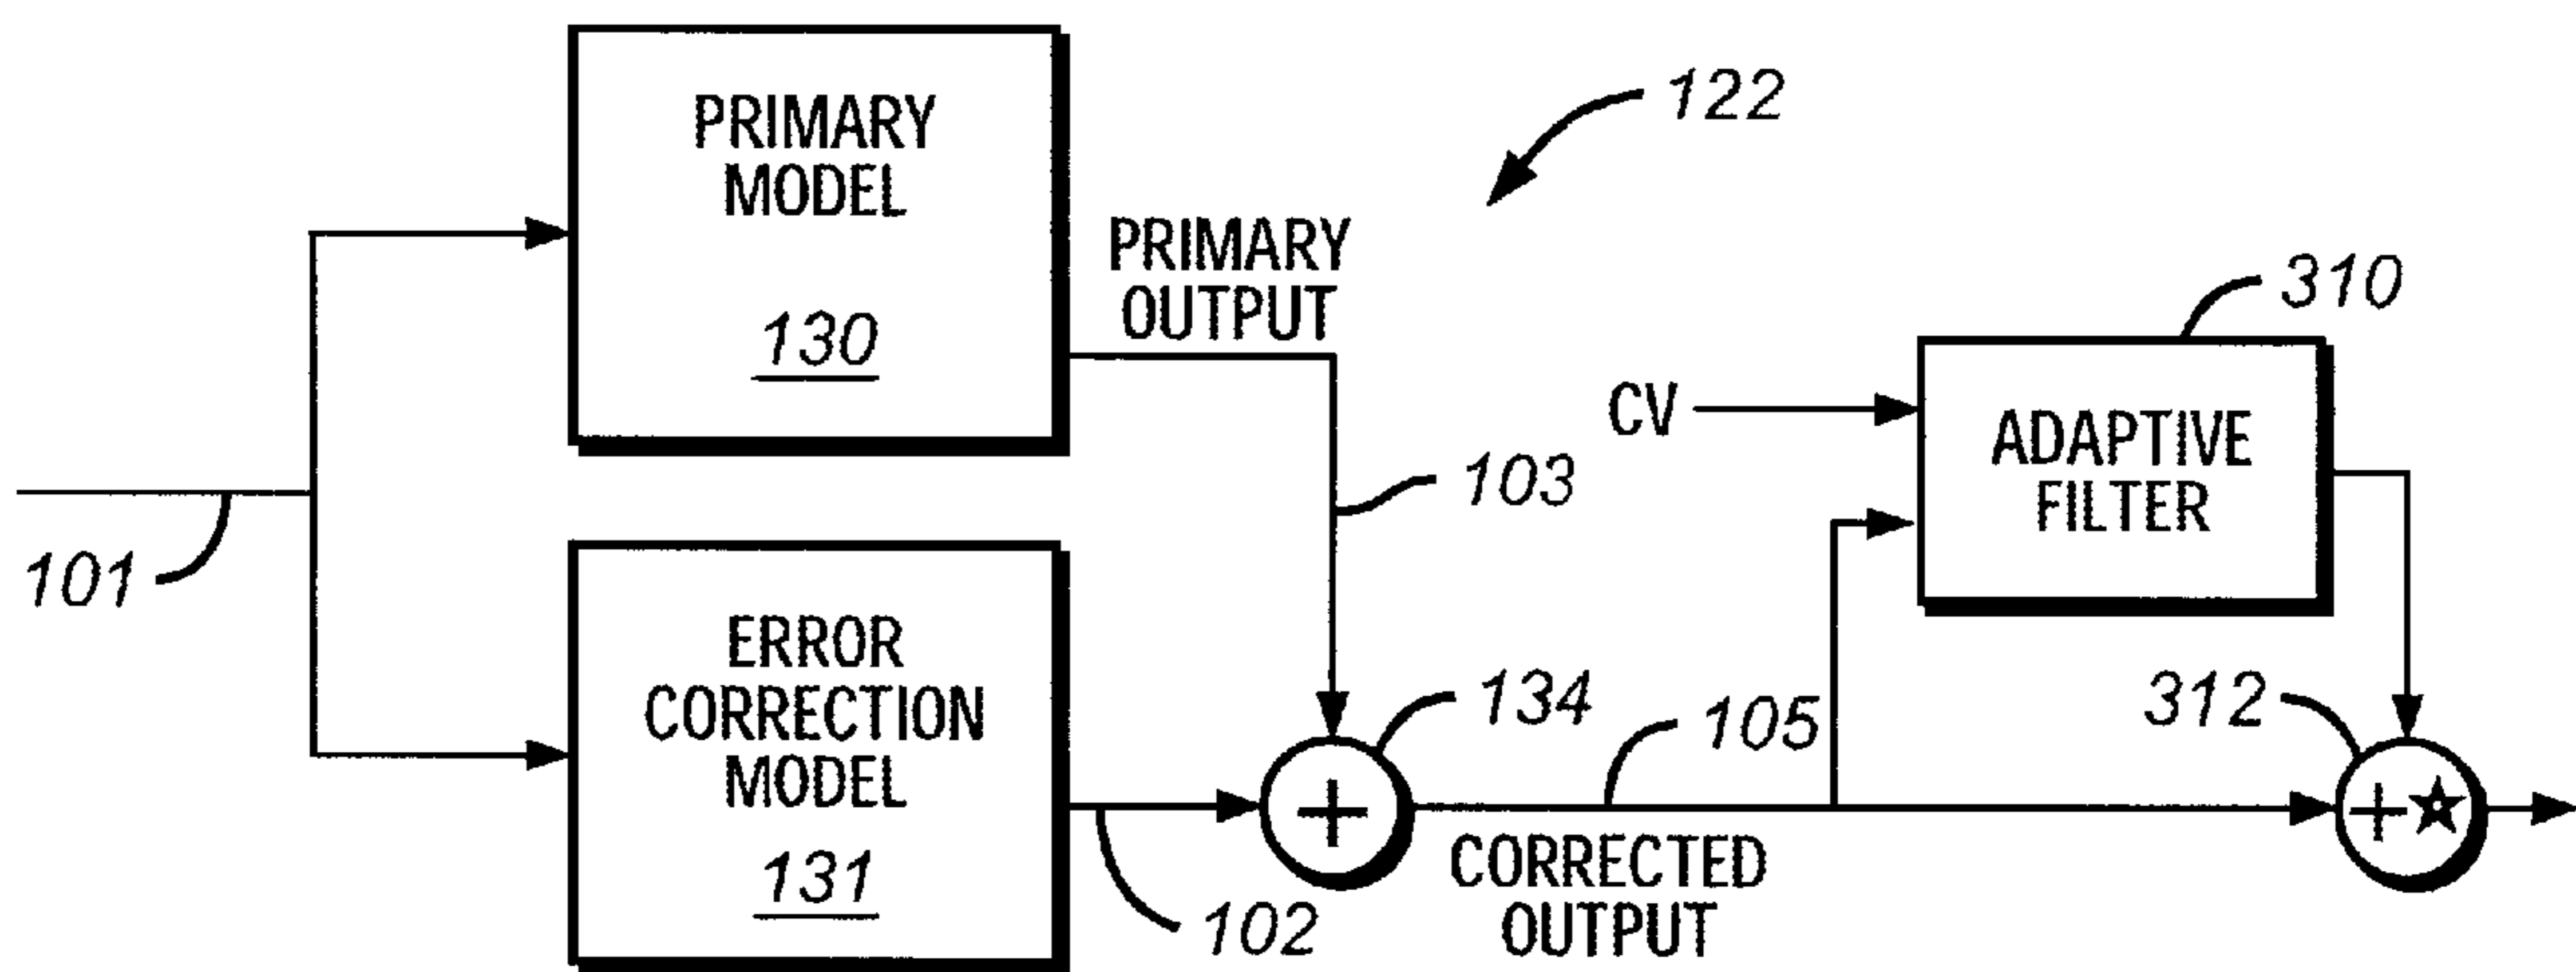 PRIMARY
MODEL
130
122
PRIMARY
OUTPUT
310
CV
ADAPTIVE
FILTER
103
101
ERROR
CORRECTION
MODEL
131
134
105
312
+
+☆
102
CORRECTED
OUTPUT